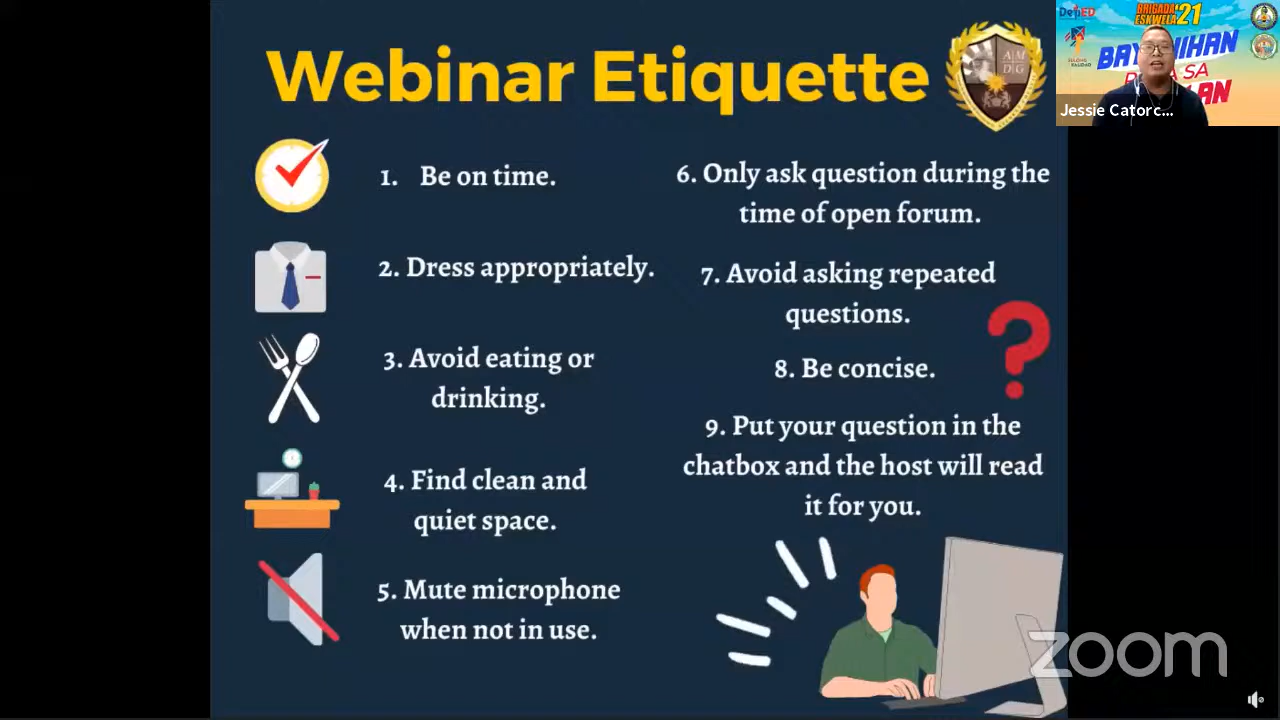 Webinar Etiquette
1. Be on time.
2. Dress appropriately.
3. Avoid eating or
drinking.
4. Find clean and
quiet space.
5. Mute microphone
when not in use.
6. Only ask question during the
time of open forum.
7. Avoid asking repeated
questions.
8. Be concise.
9. Put your question in the
chatbox and the host will read
it for you.
A M
D G
DepED
BRIGADA
ESKWELA '21
SULONG
KALIDAD
SA
Jessie Catorc...
zoom